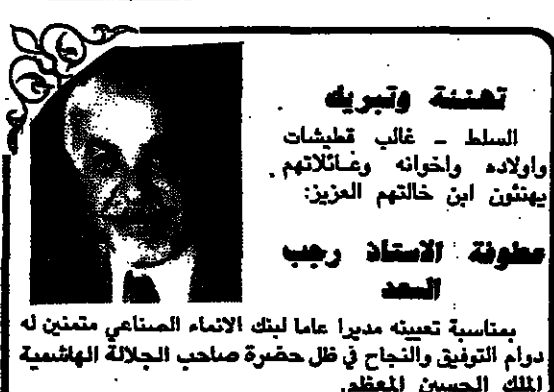 تهنئة وتبريك
السلط - غالب قطيشات
واولاده واخوانه وعائلاتهم
يهنئون ابن خالتهم العزيز:
عطوفة الاستاذ رجب
السعد
بمناسبة تعيينه مديرا عاما لبنك الانماء الصناعي متمنين له
دوام التوفيق والنجاح في ظل حضرة صاحب الجلالة الهاشمية
الملك الحسين المعظم.